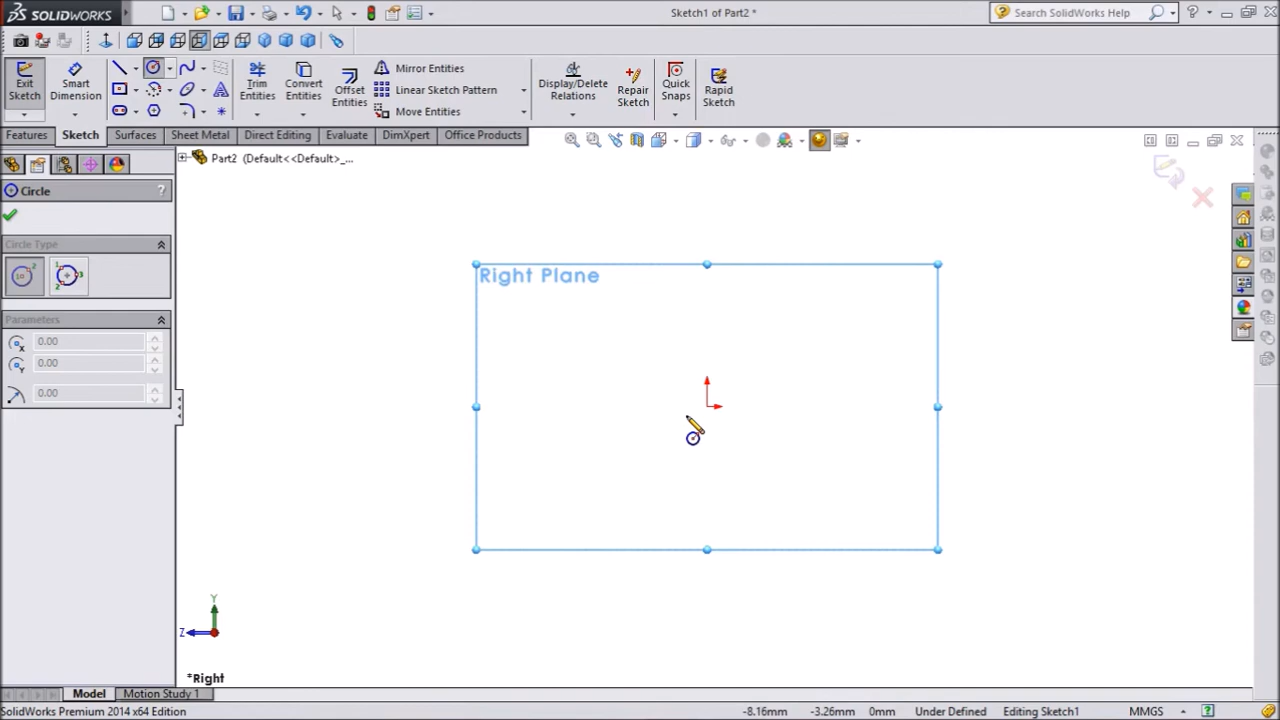 SOLIDWORKS
Sketch1 of Part2 *
Search SolidWorks Help
Exit Sketch
Smart Dimension
Trim Entities
Convert Entities
Offset Entities
Mirror Entities
Linear Sketch Pattern
Move Entities
Display/Delete Relations
Repair Sketch
Quick Snaps
Rapid Sketch
Features
Sketch
Surfaces
Sheet Metal
Direct Editing
Evaluate
DimXpert
Office Products
Part2 (Default<<Default>_...
Circle
?
Circle Type
Parameters
0.00
0.00
0.00
Right Plane
Y
Z
*Right
Model
Motion Study 1
SolidWorks Premium 2014 x64 Edition
-8.16mm
-3.26mm
0mm
Under Defined
Editing Sketch1
MMGS